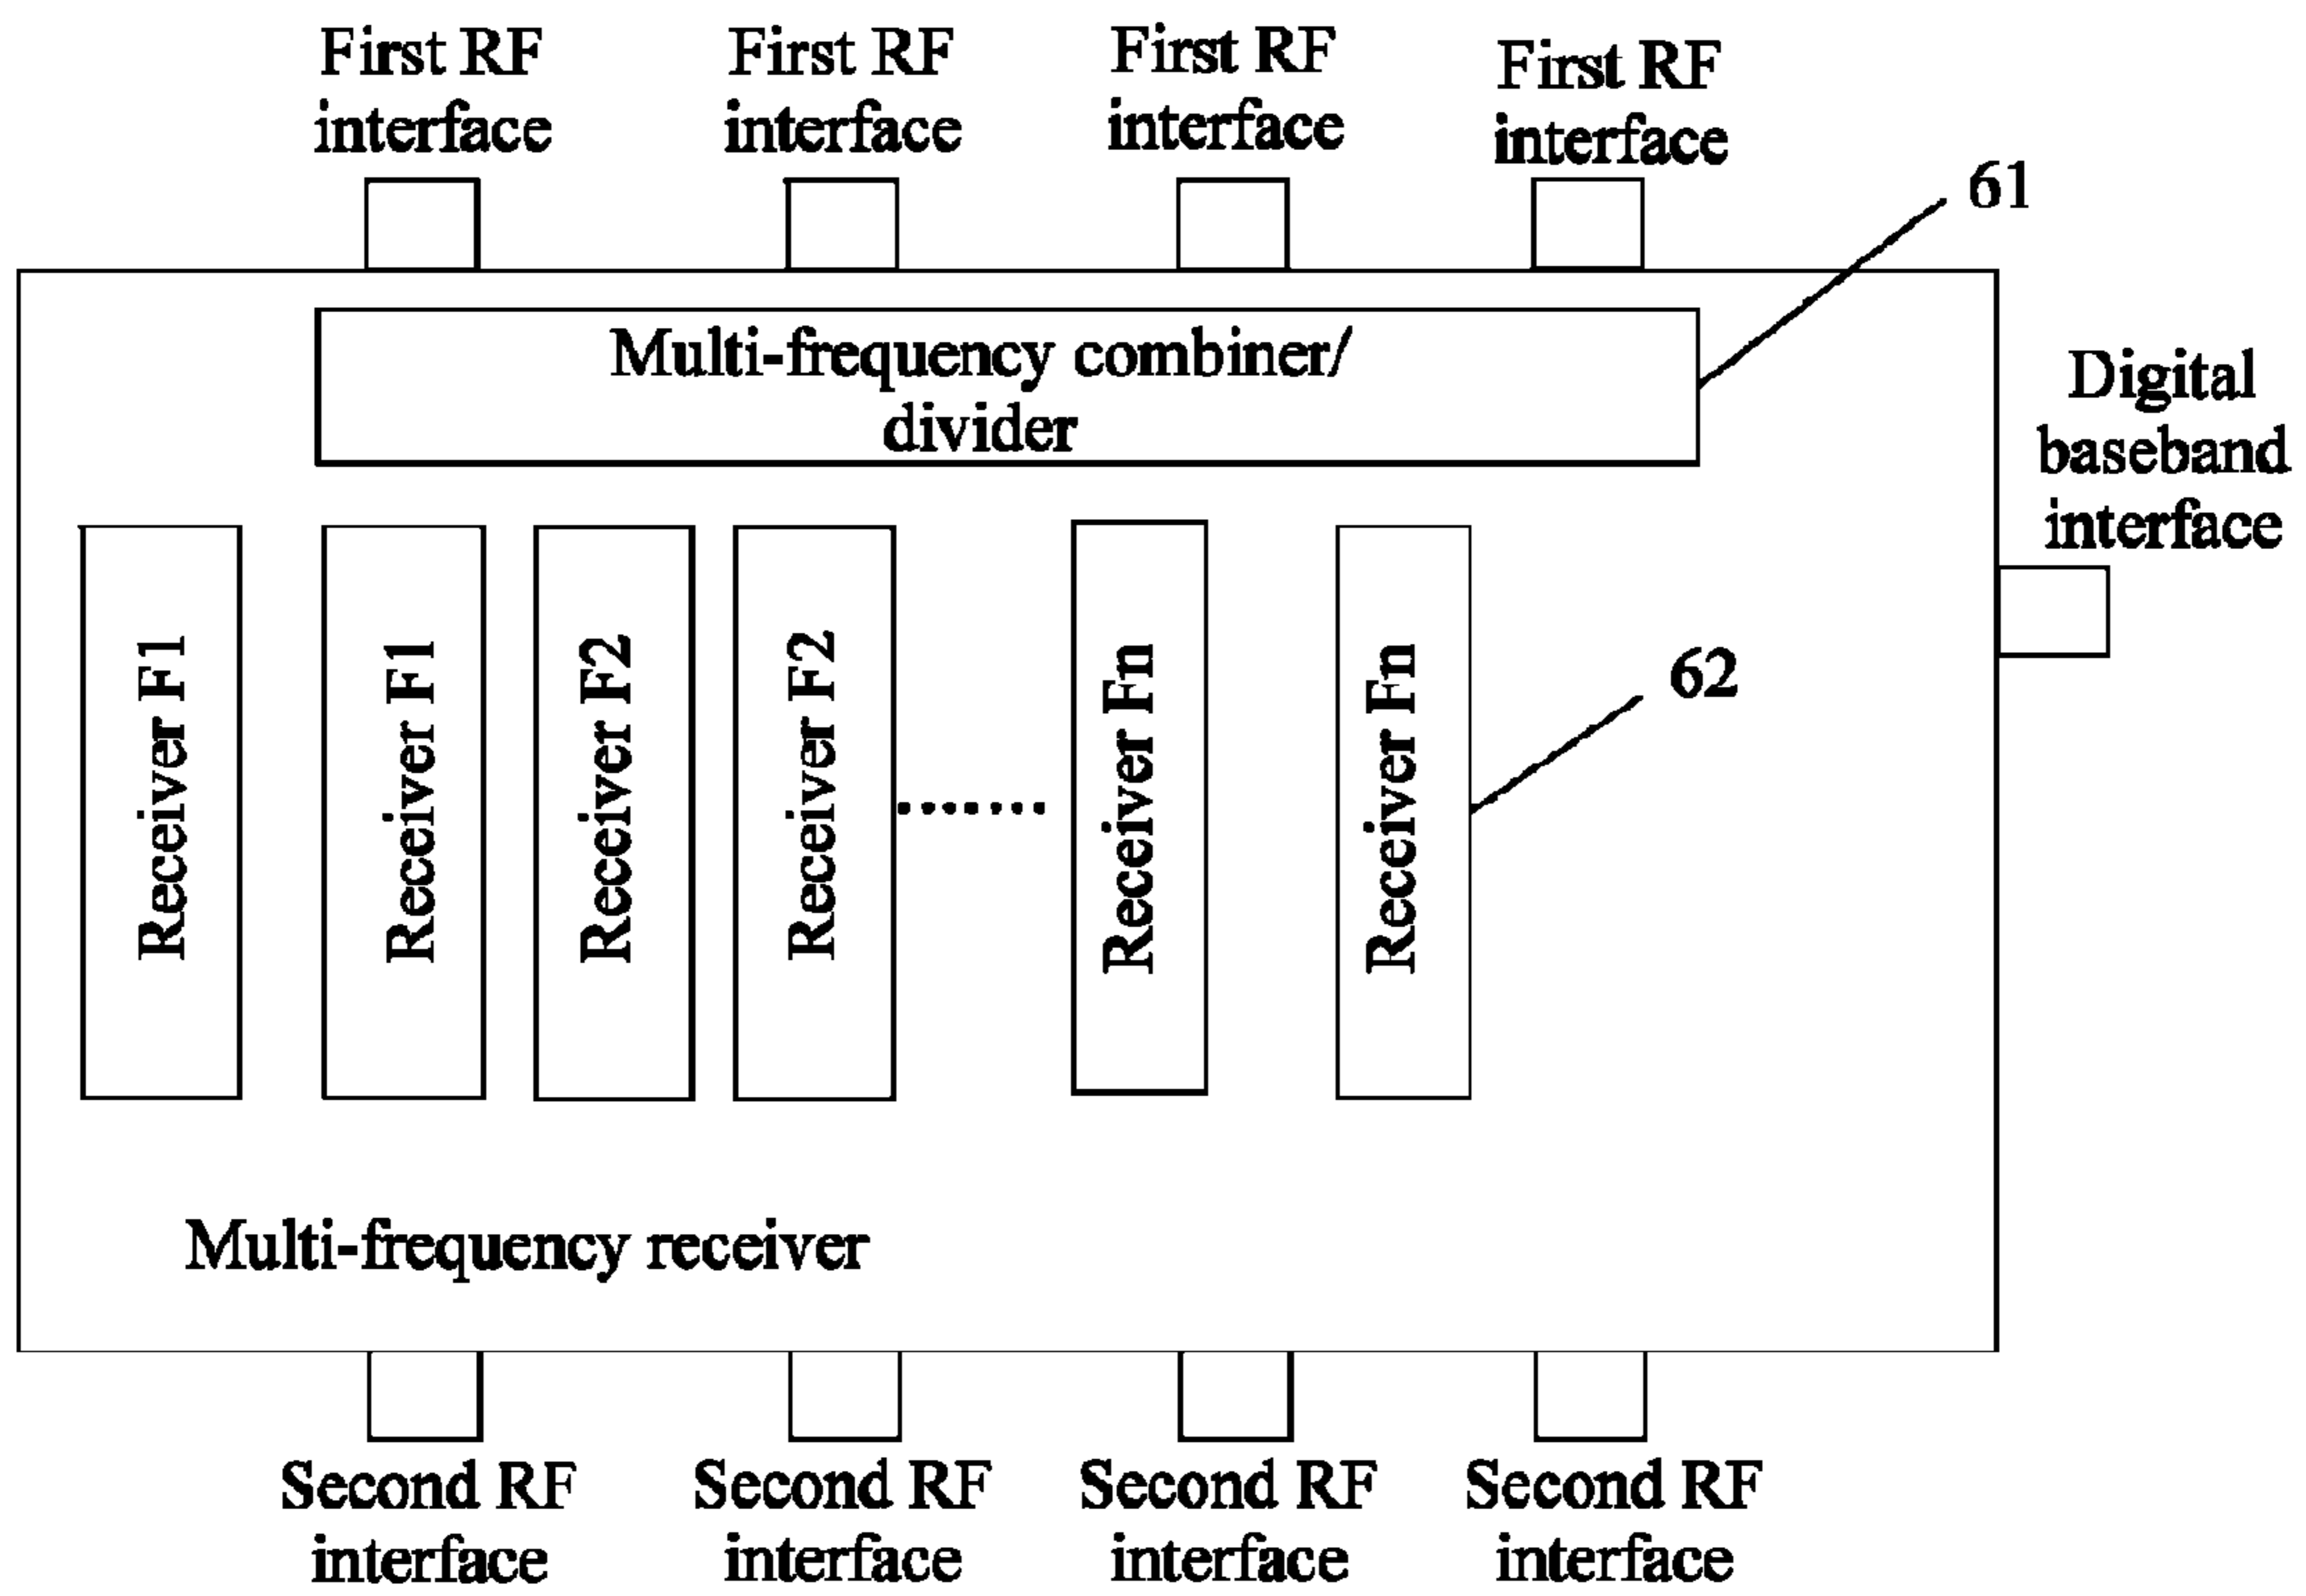 First RF
interface
First RF
interface
First RF
interface
First RF
interface
61
Multi-frequency combiner/
divider
Digital
baseband
interface
Receiver F1
Receiver F1
Receiver F2
Receiver F2
.......
Receiver Fn
Receiver Fn
62
Multi-frequency receiver
Second RF
interface
Second RF
interface
Second RF
interface
Second RF
interface